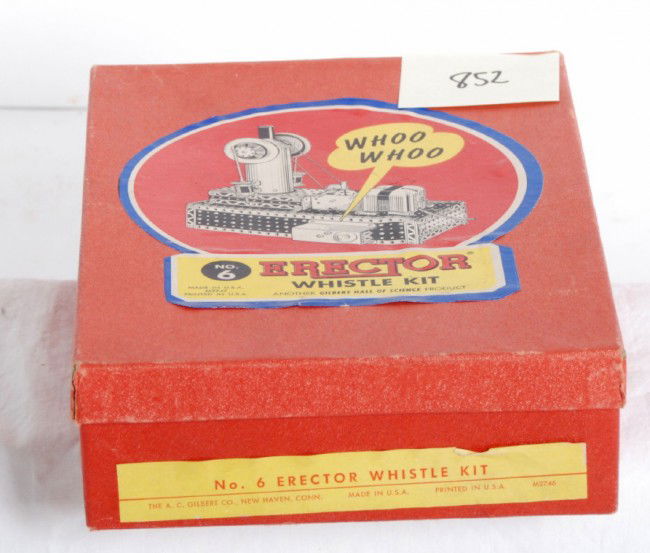 852
WHOO
WHOO
NO.
6
ERECTOR
WHISTLE KIT
MADE IN U.S.A.
PRINTED IN U.S.A.
ANOTHER GILBERT HALL OF SCIENCE PRODUCT
No. 6 ERECTOR WHISTLE KIT
THE A. C. GILBERT CO., NEW HAVEN, CONN. MADE IN U.S.A. PRINTED IN U.S.A. M2746